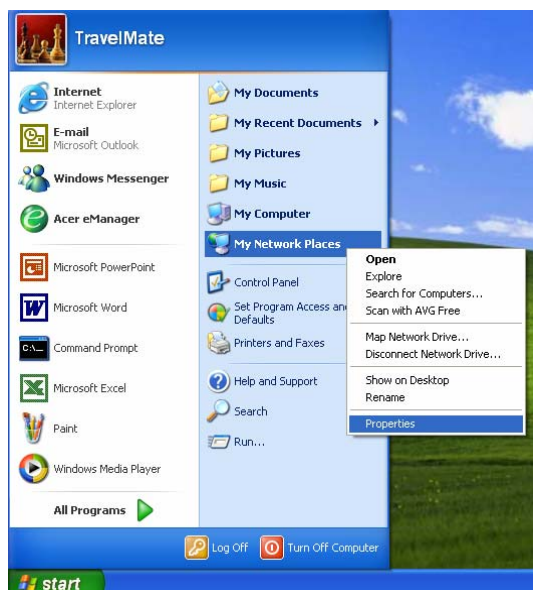 TravelMate
Internet
Internet Explorer
E-mail
Microsoft Outlook
Windows Messenger
Acer eManager
Microsoft PowerPoint
Microsoft Word
C:\_
Command Prompt
Microsoft Excel
Paint
Windows Media Player
All Programs
My Documents
My Recent Documents
My Pictures
My Music
My Computer
My Network Places
Control Panel
Set Program Access and
Defaults
Printers and Faxes
Help and Support
Search
Run...
Open
Explore
Search for Computers...
Scan with AVG Free
Map Network Drive...
Disconnect Network Drive...
Show on Desktop
Rename
Properties
Log Off
Turn Off Computer
start